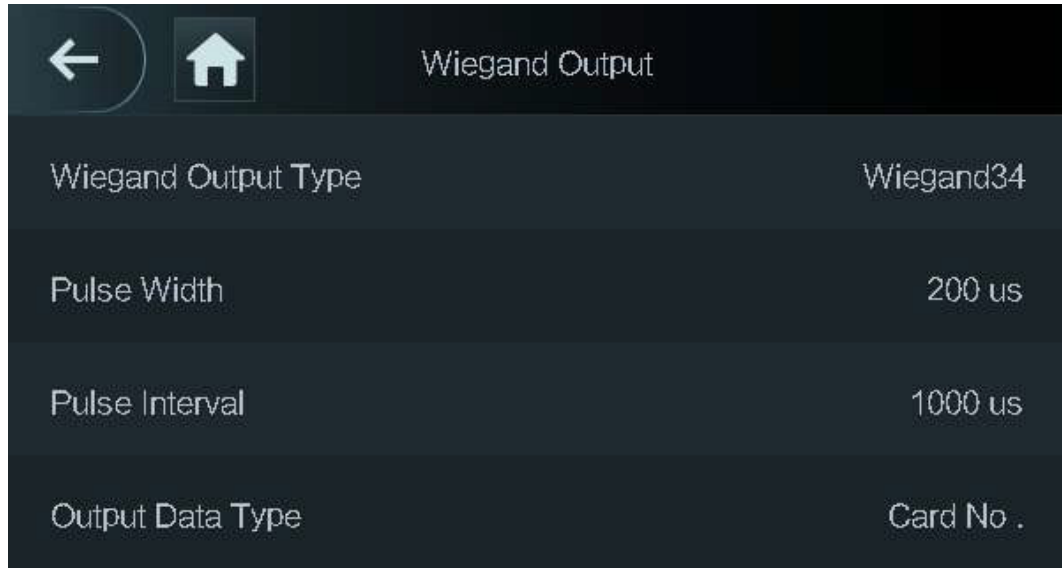 Wiegand Output
Wiegand Output Type Wiegand34
Pulse Width 200 us
Pulse Interval 1000 us
Output Data Type Card No .